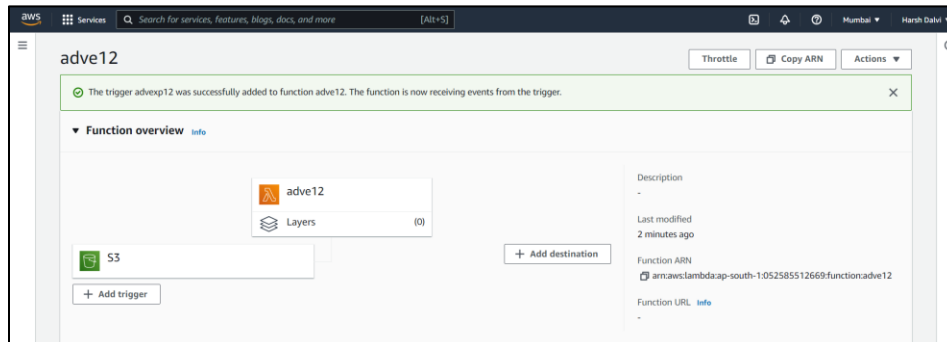 aws Services Search for services, features, blogs, docs, and more [Alt+S] Mumbai ▼ Harsh Dalvi
adve12
Throttle Copy ARN Actions ▼
The trigger advexp12 was successfully added to function adve12. The function is now receiving events from the trigger.
▼ Function overview Info
adve12
Layers (0)
S3
+ Add trigger
+ Add destination
Description
-
Last modified
2 minutes ago
Function ARN
arn:aws:lambda:ap-south-1:052585512669:function:adve12
Function URL Info
-